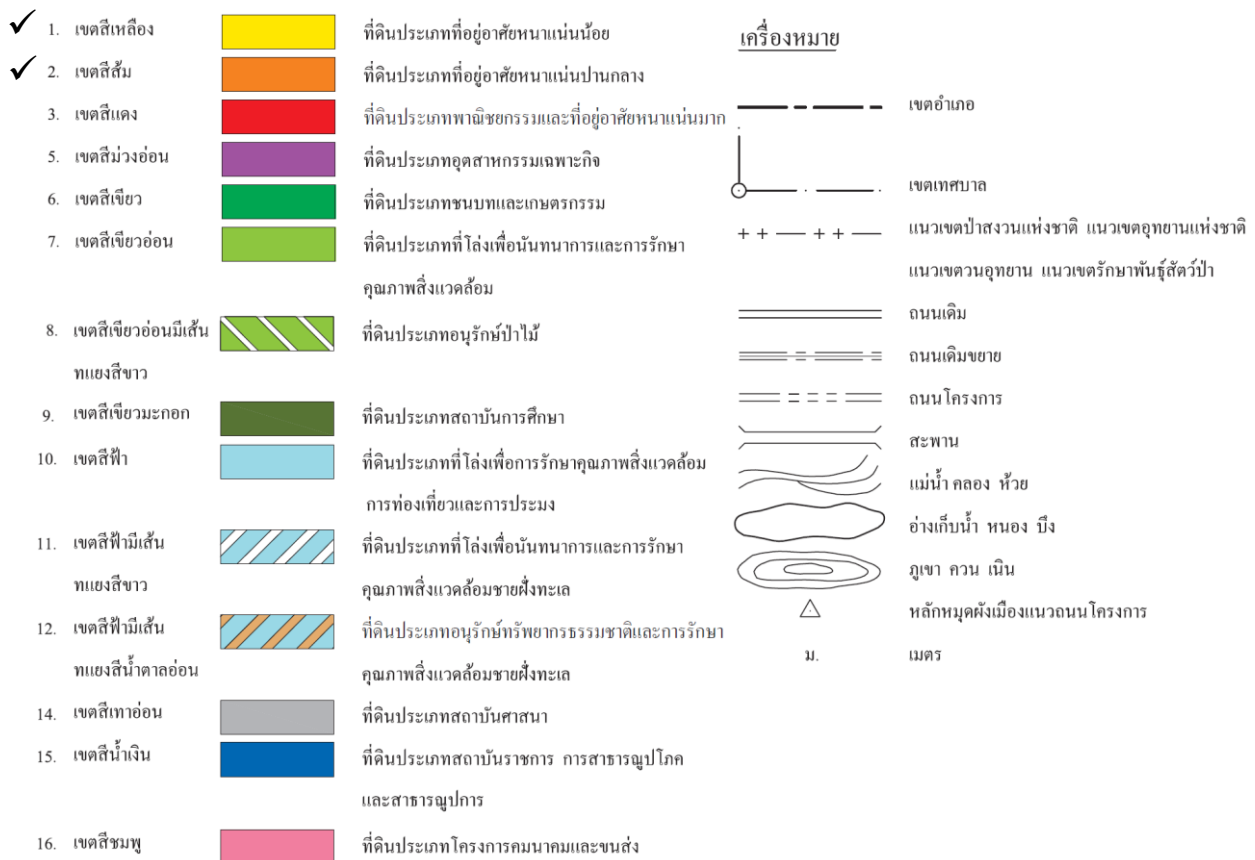 ✓ 1. เขตสีเหลือง ที่ดินประเภทที่อยู่อาศัยหนาแน่นน้อย
✓ 2. เขตสีส้ม ที่ดินประเภทที่อยู่อาศัยหนาแน่นปานกลาง
3. เขตสีแดง ที่ดินประเภทพาณิชยกรรมและที่อยู่อาศัยหนาแน่นมาก
5. เขตสีม่วงอ่อน ที่ดินประเภทอุตสาหกรรมเฉพาะกิจ
6. เขตสีเขียว ที่ดินประเภทชนบทและเกษตรกรรม
7. เขตสีเขียวอ่อน ที่ดินประเภทที่โล่งเพื่อนันทนาการและการรักษา
คุณภาพสิ่งแวดล้อม
8. เขตสีเขียวอ่อนมีเส้น ที่ดินประเภทอนุรักษ์ป่าไม้
ทแยงสีขาว
9. เขตสีเขียวมะกอก ที่ดินประเภทสถาบันการศึกษา
10. เขตสีฟ้า ที่ดินประเภทที่โล่งเพื่อการรักษาคุณภาพสิ่งแวดล้อม
การท่องเที่ยวและการประมง
11. เขตสีฟ้ามีเส้น ที่ดินประเภทที่โล่งเพื่อนันทนาการและการรักษา
ทแยงสีขาว คุณภาพสิ่งแวดล้อมชายฝั่งทะเล
12. เขตสีฟ้ามีเส้น ที่ดินประเภทอนุรักษ์ทรัพยากรธรรมชาติและการรักษา
ทแยงสีน้ำตาลอ่อน คุณภาพสิ่งแวดล้อมชายฝั่งทะเล
14. เขตสีเทาอ่อน ที่ดินประเภทสถาบันศาสนา
15. เขตสีน้ำเงิน ที่ดินประเภทสถาบันราชการ การสาธารณูปโภค
และสาธารณูปการ
16. เขตสีชมพู ที่ดินประเภทโครงการคมนาคมและขนส่ง
เครื่องหมาย
เขตอำเภอ
เขตเทศบาล
แนวเขตป่าสงวนแห่งชาติ แนวเขตอุทยานแห่งชาติ
แนวเขตวนอุทยาน แนวเขตรักษาพันธุ์สัตว์ป่า
ถนนเดิม
ถนนเดิมขยาย
ถนนโครงการ
สะพาน
แม่น้ำ คลอง ห้วย
อ่างเก็บน้ำ หนอง บึง
ภูเขา ควน เนิน
หลักหมุดผังเมืองแนวถนนโครงการ
ม. เมตร